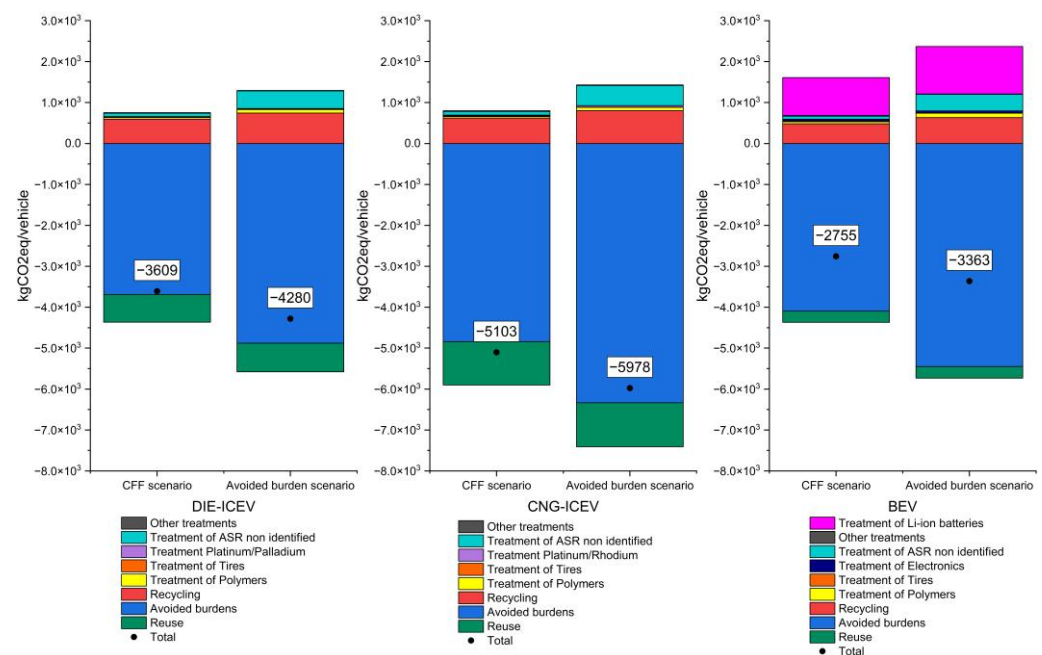 3.0×10³
2.0×10³
1.0×10³
0.0
−1.0×10³
−2.0×10³
−3.0×10³
−4.0×10³
−5.0×10³
−6.0×10³
−7.0×10³
−8.0×10³
kgCO2eq/vehicle
−3609
−4280
CFF scenario Avoided burden scenario
DIE-ICEV
Other treatments
Treatment of ASR non identified
Treatment Platinum/Palladium
Treatment of Tires
Treatment of Polymers
Recycling
Avoided burdens
Reuse
Total
3.0×10³
2.0×10³
1.0×10³
0.0
−1.0×10³
−2.0×10³
−3.0×10³
−4.0×10³
−5.0×10³
−6.0×10³
−7.0×10³
−8.0×10³
kgCO2eq/vehicle
−5103
−5978
CFF scenario Avoided burden scenario
CNG-ICEV
Other treatments
Treatment of ASR non identified
Treatment Platinum/Rhodium
Treatment of Tires
Treatment of Polymers
Recycling
Avoided burdens
Reuse
Total
3.0×10³
2.0×10³
1.0×10³
0.0
−1.0×10³
−2.0×10³
−3.0×10³
−4.0×10³
−5.0×10³
−6.0×10³
−7.0×10³
−8.0×10³
kgCO2eq/vehicle
−2755
−3363
CFF scenario Avoided burden scenario
BEV
Treatment of Li-ion batteries
Other treatments
Treatment of ASR non identified
Treatment of Electronics
Treatment of Tires
Treatment of Polymers
Recycling
Avoided burdens
Reuse
Total